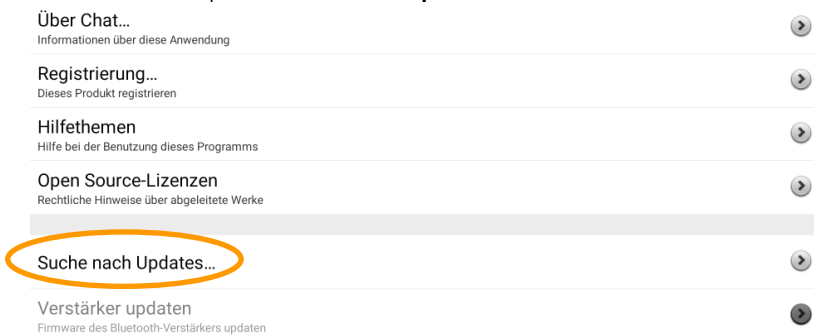 Über Chat...
Informationen über diese Anwendung
Registrierung...
Dieses Produkt registrieren
Hilfethemen
Hilfe bei der Benutzung dieses Programms
Open Source-Lizenzen
Rechtliche Hinweise über abgeleitete Werke
Suche nach Updates...
Verstärker updaten
Firmware des Bluetooth-Verstärkers updaten